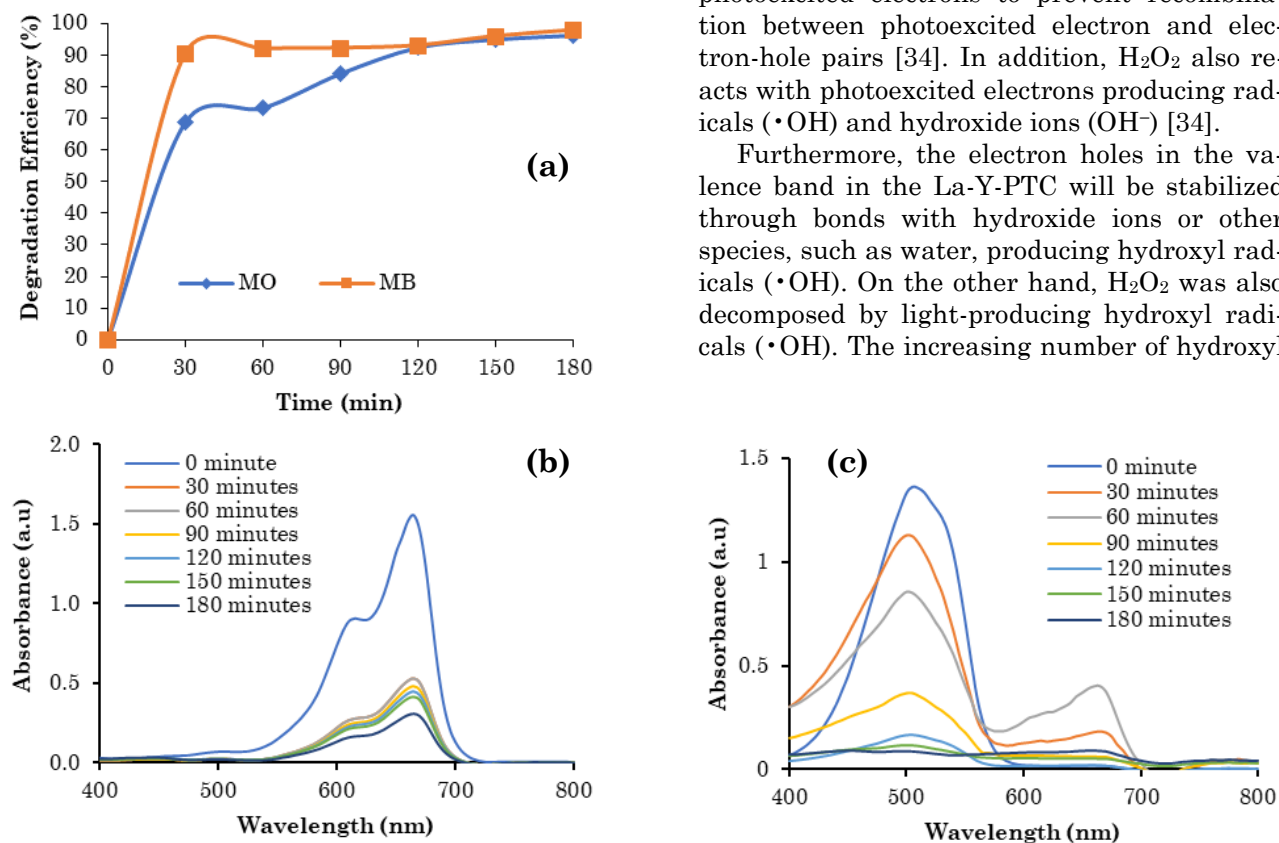 100
90
80
70
60
50
40
30
20
10
0
Degradation Efficiency (%)
(a)
MO
MB
0 30 60 90 120 150 180
Time (min)
tion between photoexcited electron and elec-
tron-hole pairs [34]. In addition, H₂O₂ also re-
acts with photoexcited electrons producing rad-
icals (•OH) and hydroxide ions (OH⁻) [34].
Furthermore, the electron holes in the va-
lence band in the La-Y-PTC will be stabilized
through bonds with hydroxide ions or other
species, such as water, producing hydroxyl rad-
icals (•OH). On the other hand, H₂O₂ was also
decomposed by light-producing hydroxyl radi-
cals (•OH). The increasing number of hydroxyl
2.0
1.5
1.0
0.5
0.0
Absorbance (a.u)
0 minute
30 minutes
60 minutes
90 minutes
120 minutes
150 minutes
180 minutes
(b)
400 500 600 700 800
Wavelength (nm)
1.5
1
0.5
0
Absorbance (a.u)
(c)
0 minute
30 minutes
60 minutes
90 minutes
120 minutes
150 minutes
180 minutes
400 500 600 700 800
Wavelength (nm)